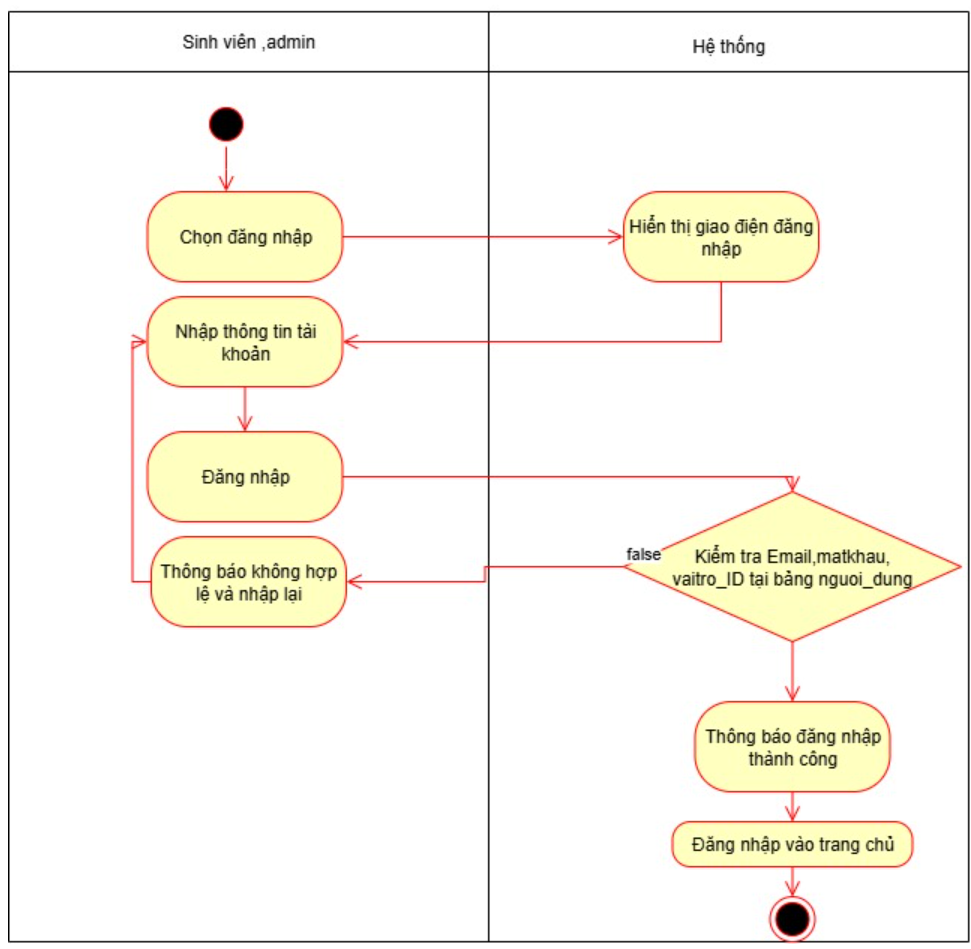 Sinh viên ,admin
Hệ thống
Chọn đăng nhập
Hiển thị giao điện đăng
nhập
Nhập thông tin tài
khoản
Đăng nhập
false
Kiểm tra Email,matkhau,
vaitro_ID tại bảng nguoi_dung
Thông báo không hợp
lệ và nhập lại
Thông báo đăng nhập
thành công
Đăng nhập vào trang chủ